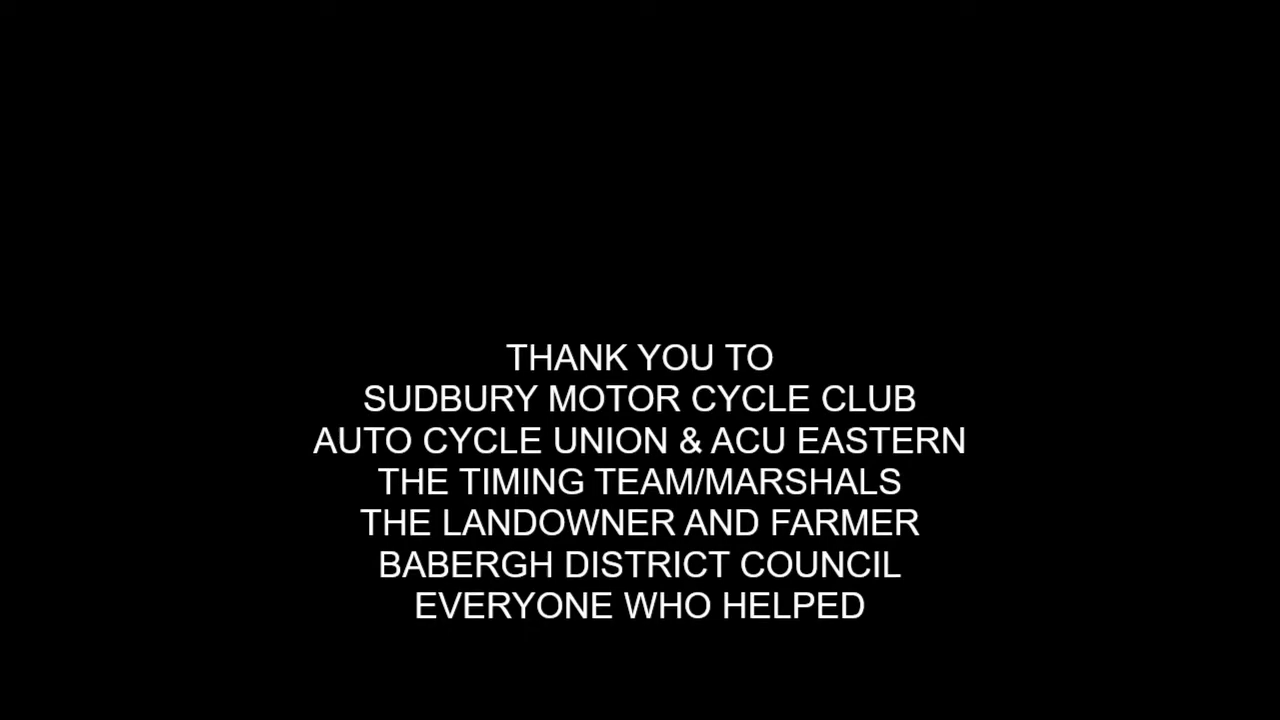 THANK YOU TO
SUDBURY MOTOR CYCLE CLUB
AUTO CYCLE UNION & ACU EASTERN
THE TIMING TEAM/MARSHALS
THE LANDOWNER AND FARMER
BABERGH DISTRICT COUNCIL
EVERYONE WHO HELPED